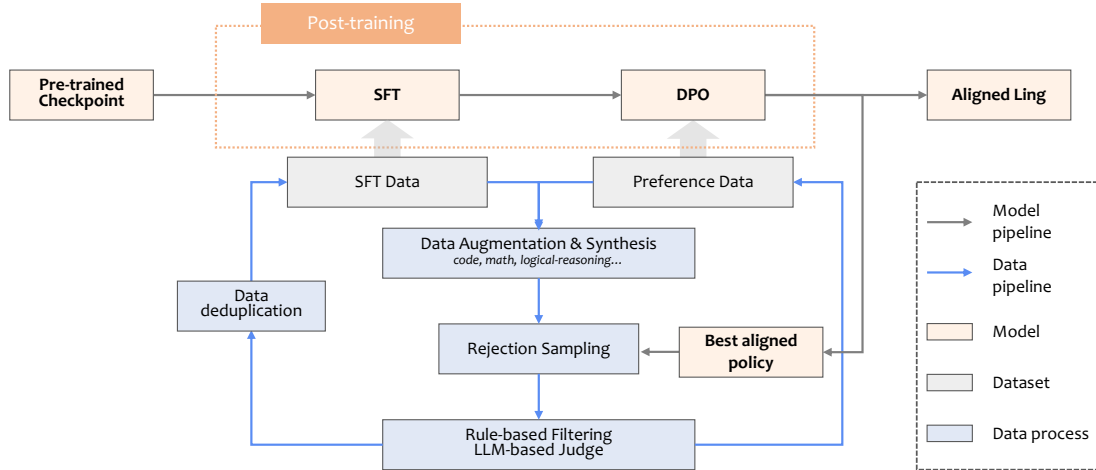 Post-training
Pre-trained
Checkpoint
SFT
DPO
Aligned Ling
SFT Data
Preference Data
Data Augmentation & Synthesis
code, math, logical-reasoning...
Data
deduplication
Rejection Sampling
Best aligned
policy
Rule-based Filtering
LLM-based Judge
Model
pipeline
Data
pipeline
Model
Dataset
Data process